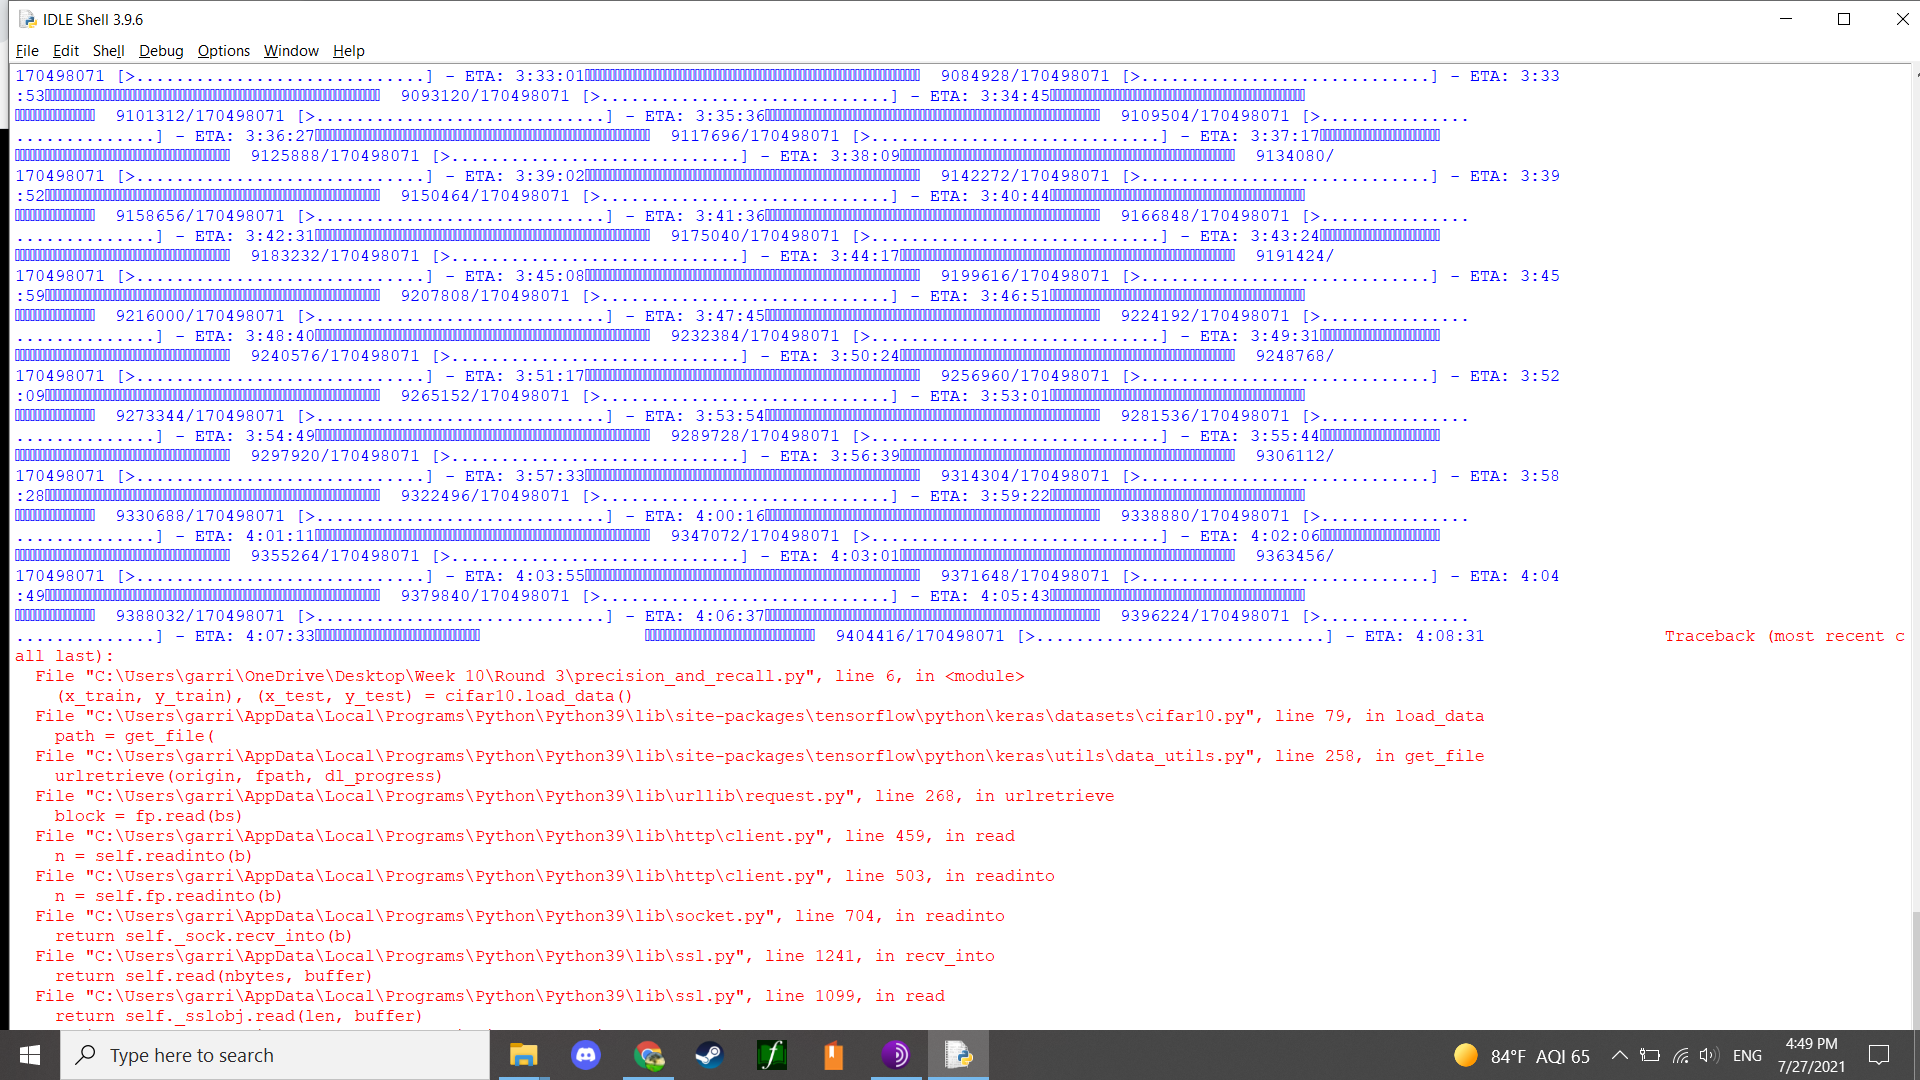 IDLE Shell 3.9.6
File Edit Shell Debug Options Window Help
170498071 [>.............................] - ETA: 3:33:01 9084928/170498071 [>.............................] - ETA: 3:33
:53 9093120/170498071 [>.............................] - ETA: 3:34:45
9101312/170498071 [>.............................] - ETA: 3:35:36 9109504/170498071 [>...............
..............] - ETA: 3:36:27 9117696/170498071 [>.............................] - ETA: 3:37:17
9125888/170498071 [>.............................] - ETA: 3:38:09 9134080/
170498071 [>.............................] - ETA: 3:39:02 9142272/170498071 [>.............................] - ETA: 3:39
:52 9150464/170498071 [>.............................] - ETA: 3:40:44
9158656/170498071 [>.............................] - ETA: 3:41:36 9166848/170498071 [>...............
..............] - ETA: 3:42:31 9175040/170498071 [>.............................] - ETA: 3:43:24
9183232/170498071 [>.............................] - ETA: 3:44:17 9191424/
170498071 [>.............................] - ETA: 3:45:08 9199616/170498071 [>.............................] - ETA: 3:45
:59 9207808/170498071 [>.............................] - ETA: 3:46:51
9216000/170498071 [>.............................] - ETA: 3:47:45 9224192/170498071 [>...............
..............] - ETA: 3:48:40 9232384/170498071 [>.............................] - ETA: 3:49:31
9240576/170498071 [>.............................] - ETA: 3:50:24 9248768/
170498071 [>.............................] - ETA: 3:51:17 9256960/170498071 [>.............................] - ETA: 3:52
:09 9265152/170498071 [>.............................] - ETA: 3:53:01
9273344/170498071 [>.............................] - ETA: 3:53:54 9281536/170498071 [>...............
..............] - ETA: 3:54:49 9289728/170498071 [>.............................] - ETA: 3:55:44
9297920/170498071 [>.............................] - ETA: 3:56:39 9306112/
170498071 [>.............................] - ETA: 3:57:33 9314304/170498071 [>.............................] - ETA: 3:58
:28 9322496/170498071 [>.............................] - ETA: 3:59:22
9330688/170498071 [>.............................] - ETA: 4:00:16 9338880/170498071 [>...............
..............] - ETA: 4:01:11 9347072/170498071 [>.............................] - ETA: 4:02:06
9355264/170498071 [>.............................] - ETA: 4:03:01 9363456/
170498071 [>.............................] - ETA: 4:03:55 9371648/170498071 [>.............................] - ETA: 4:04
:49 9379840/170498071 [>.............................] - ETA: 4:05:43
9388032/170498071 [>.............................] - ETA: 4:06:37 9396224/170498071 [>...............
..............] - ETA: 4:07:33 9404416/170498071 [>.............................] - ETA: 4:08:31 Traceback (most recent c
all last):
File "C:\Users\garri\OneDrive\Desktop\Week 10\Round 3\precision_and_recall.py", line 6, in <module>
(x_train, y_train), (x_test, y_test) = cifar10.load_data()
File "C:\Users\garri\AppData\Local\Programs\Python\Python39\lib\site-packages\tensorflow\python\keras\datasets\cifar10.py", line 79, in load_data
path = get_file(
File "C:\Users\garri\AppData\Local\Programs\Python\Python39\lib\site-packages\tensorflow\python\keras\utils\data_utils.py", line 258, in get_file
urlretrieve(origin, fpath, dl_progress)
File "C:\Users\garri\AppData\Local\Programs\Python\Python39\lib\urllib\request.py", line 268, in urlretrieve
block = fp.read(bs)
File "C:\Users\garri\AppData\Local\Programs\Python\Python39\lib\http\client.py", line 459, in read
n = self.readinto(b)
File "C:\Users\garri\AppData\Local\Programs\Python\Python39\lib\http\client.py", line 503, in readinto
n = self.fp.readinto(b)
File "C:\Users\garri\AppData\Local\Programs\Python\Python39\lib\socket.py", line 704, in readinto
return self._sock.recv_into(b)
File "C:\Users\garri\AppData\Local\Programs\Python\Python39\lib\ssl.py", line 1241, in recv_into
return self.read(nbytes, buffer)
File "C:\Users\garri\AppData\Local\Programs\Python\Python39\lib\ssl.py", line 1099, in read
return self._sslobj.read(len, buffer)
Type here to search
84°F AQI 65
ENG
4:49 PM
7/27/2021